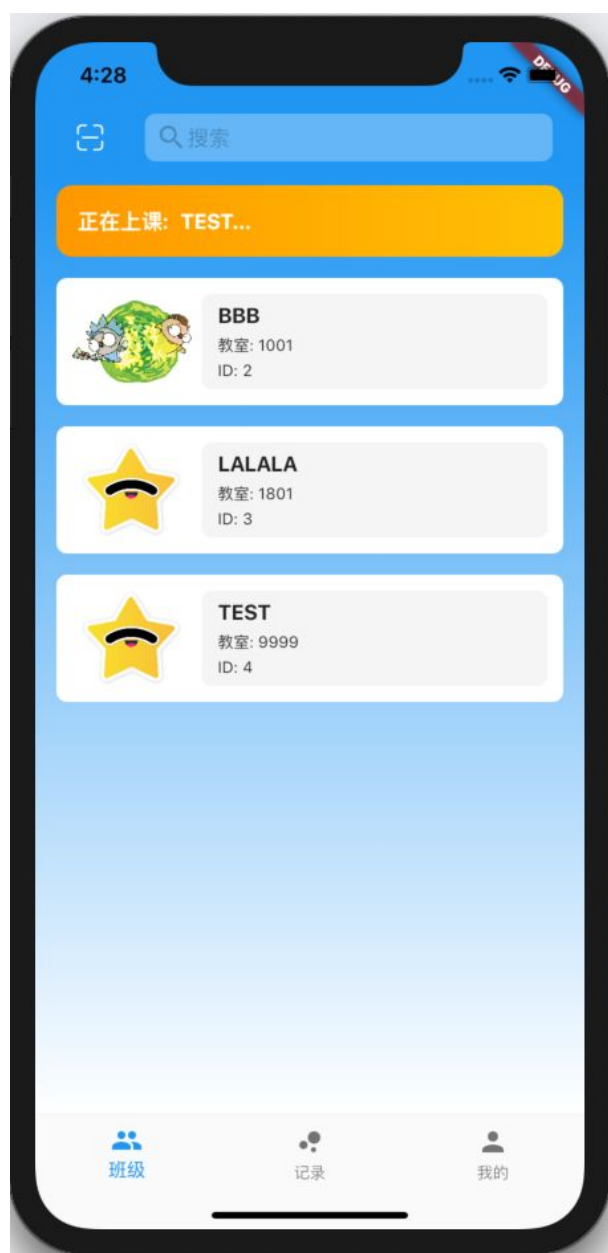 4:28
DEBUG
搜索
正在上课: TEST...
BBB
教室: 1001
ID: 2
LALALA
教室: 1801
ID: 3
TEST
教室: 9999
ID: 4
班级
记录
我的